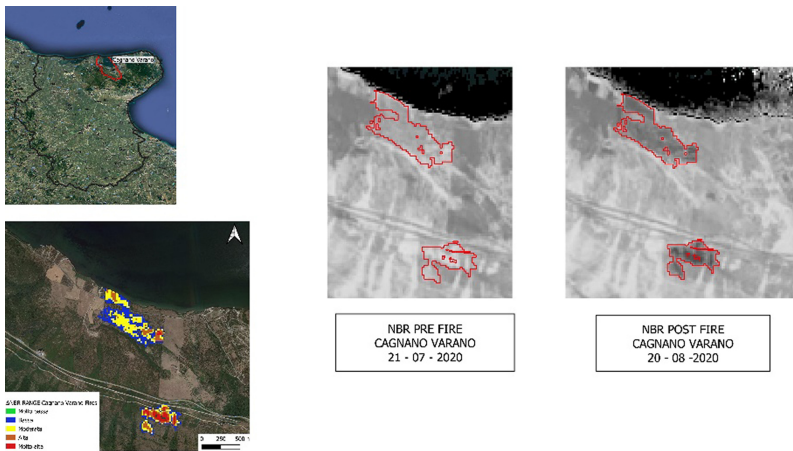 Cagnano Varano
NBR PRE FIRE
CAGNANO VARANO
21 - 07 - 2020
NBR POST FIRE
CAGNANO VARANO
20 - 08 -2020
ΔNBR RANGE Cagnano Varano Fires
Molto bassa
Bassa
Moderata
Alta
Molto alta
0 250 500